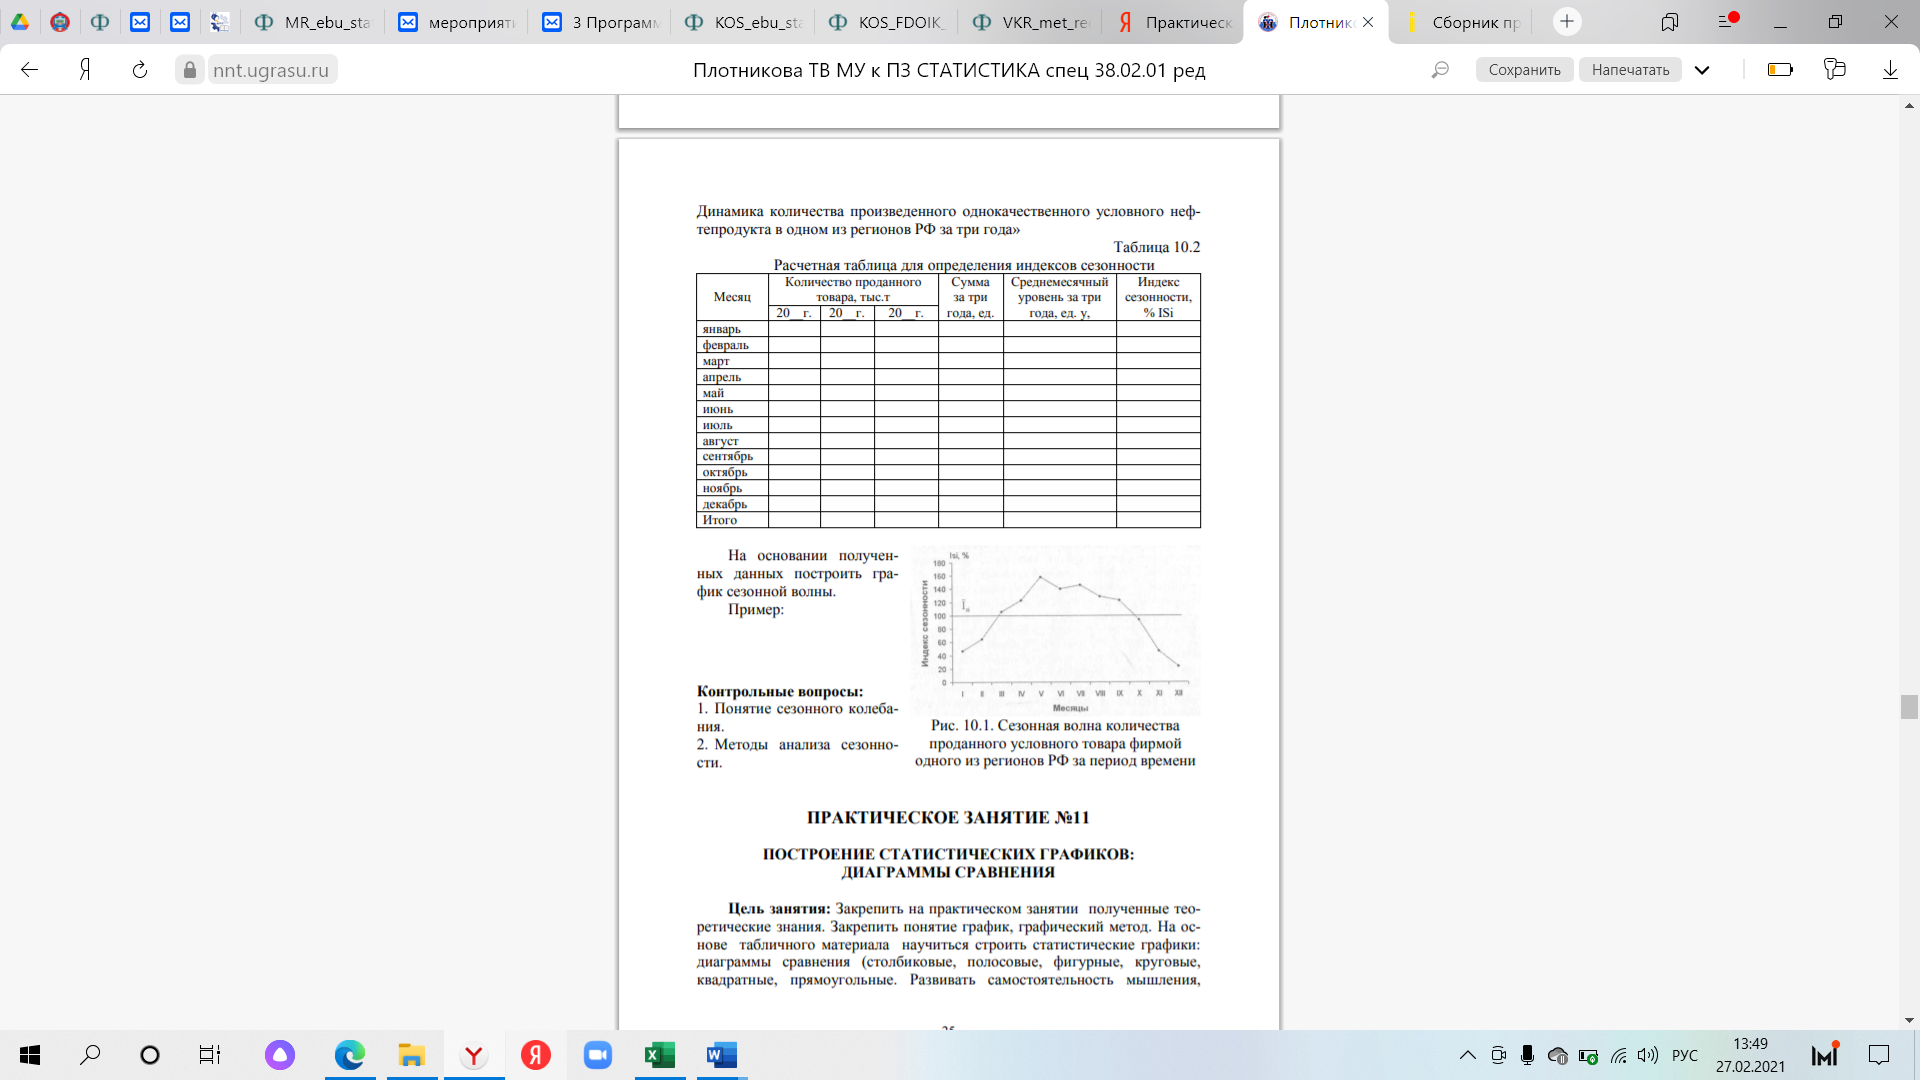 MR_ebu_sta
мероприяти
3 Программ
KOS_ebu_sta
KOS_FDOIK_
VKR_met_re
Практическ
Плотнико
Сборник пр
nnt.ugrasu.ru
Плотникова ТВ МУ к ПЗ СТАТИСТИКА спец 38.02.01 ред
Сохранить
Напечатать
Динамика количества произведенного однокачественного условного неф-
тепродукта в одном из регионов РФ за три года»
Таблица 10.2
Расчетная таблица для определения индексов сезонности
Месяц
Количество проданного
товара, тыс.т
20__г. 20__г. 20__г.
Сумма
за три
года, ед.
Среднемесячный
уровень за три
года, ед. y,
Индекс
сезонности,
% ISi
январь
февраль
март
апрель
май
июнь
июль
август
сентябрь
октябрь
ноябрь
декабрь
Итого
На основании получен-
ных данных построить гра-
фик сезонной волны.
Пример:
Контрольные вопросы:
1. Понятие сезонного колеба-
ния.
2. Методы анализа сезонно-
сти.
Isi, %
Индекс сезонности
180
160
140
120
100
80
60
40
20
0
I II III IV V VI VII VIII IX X XI XII
Месяцы
Рис. 10.1. Сезонная волна количества
проданного условного товара фирмой
одного из регионов РФ за период времени
ПРАКТИЧЕСКОЕ ЗАНЯТИЕ №11
ПОСТРОЕНИЕ СТАТИСТИЧЕСКИХ ГРАФИКОВ:
ДИАГРАММЫ СРАВНЕНИЯ
Цель занятия: Закрепить на практическом занятии полученные тео-
ретические знания. Закрепить понятие график, графический метод. На ос-
нове табличного материала научиться строить статистические графики:
диаграммы сравнения (столбиковые, полосовые, фигурные, круговые,
квадратные, прямоугольные. Развивать самостоятельность мышления,
РУС
13:49
27.02.2021